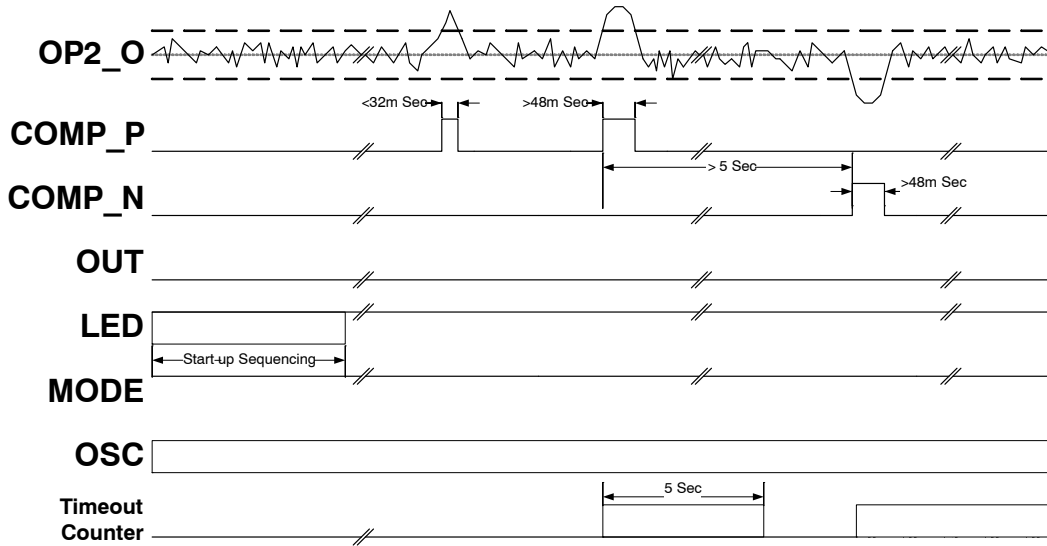 OP2_O
<32m Sec
>48m Sec
COMP_P
> 5 Sec
COMP_N
>48m Sec
OUT
LED
Start-up Sequencing
MODE
OSC
5 Sec
Timeout
Counter